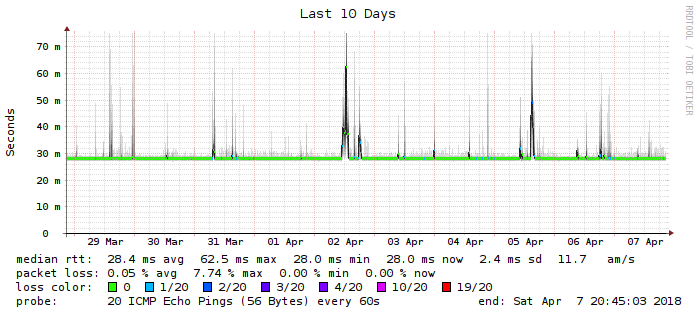 Last 10 Days
RRDTOOL / TOBI OETIKER
Seconds
70 m
60 m
50 m
40 m
30 m
20 m
10 m
0
29 Mar 30 Mar 31 Mar 01 Apr 02 Apr 03 Apr 04 Apr 05 Apr 06 Apr 07 Apr
median rtt: 28.4 ms avg 62.5 ms max 28.0 ms min 28.0 ms now 2.4 ms sd 11.7 am/s
packet loss: 0.05 % avg 7.74 % max 0.00 % min 0.00 % now
loss color: 0 1/20 2/20 3/20 4/20 10/20 19/20
probe: 20 ICMP Echo Pings (56 Bytes) every 60s end: Sat Apr 7 20:45:03 2018